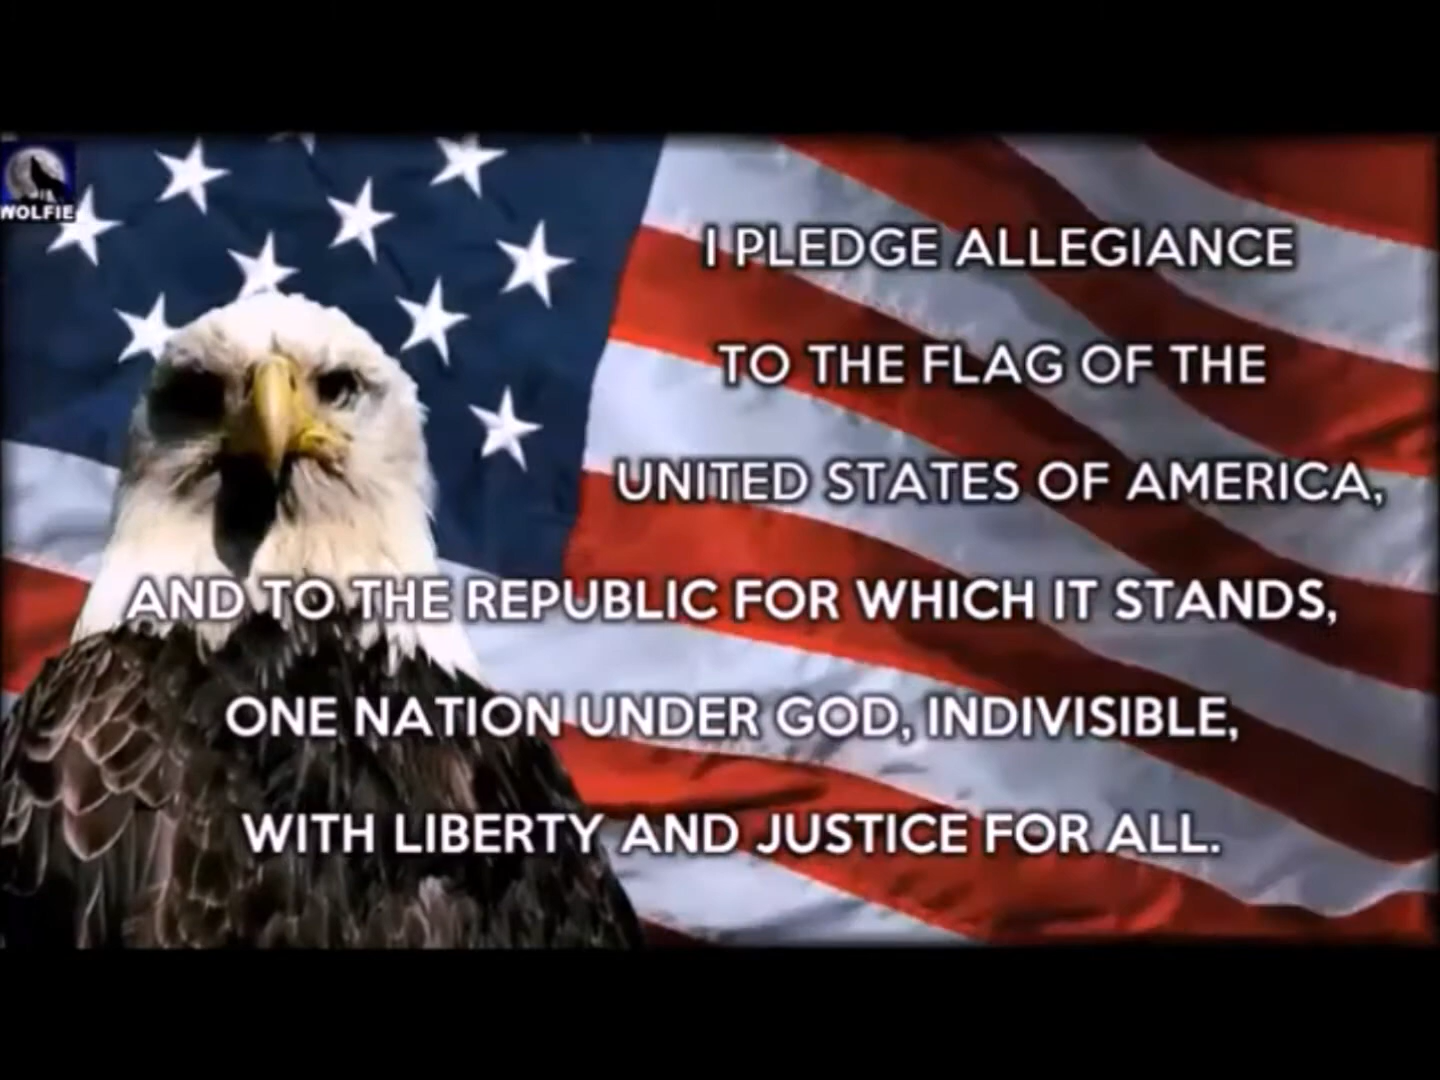 WOLFIE
I PLEDGE ALLEGIANCE
TO THE FLAG OF THE
UNITED STATES OF AMERICA,
AND TO THE REPUBLIC FOR WHICH IT STANDS,
ONE NATION UNDER GOD, INDIVISIBLE,
WITH LIBERTY AND JUSTICE FOR ALL.